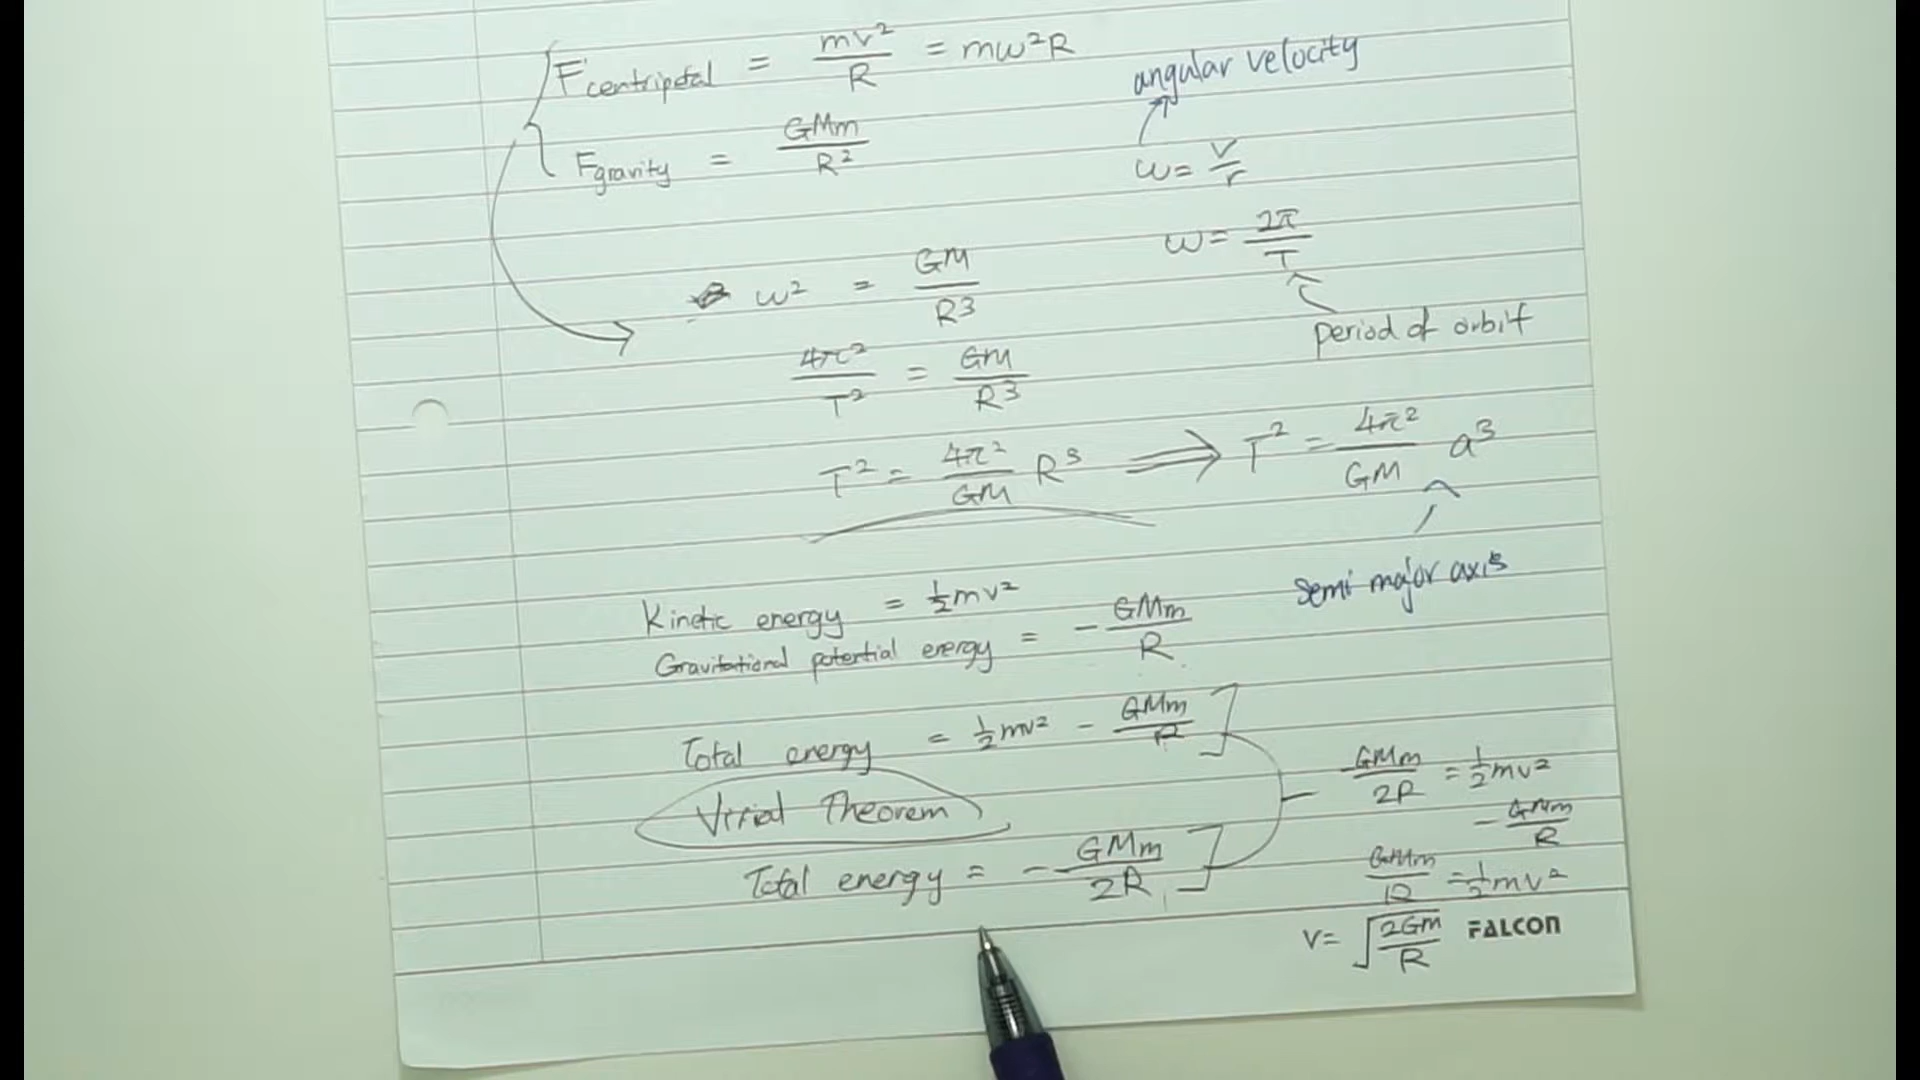 F centripetal = mv²/R = mω²R
angular velocity
F gravity = GMm/R²
ω = v/r
ω = 2π/T
period of orbit
ω² = GM/R³
4π²/T² = GM/R³
T² = 4π²/GM R³ ⟹ T² = 4π²/GM a³
semi major axis
Kinetic energy = ½mv²
Gravitational potential energy = - GMm/R
Total energy = ½mv² - GMm/R
Virial Theorem
Total energy = - GMm/2R
GMm/2R = ½mv²
- GMm/R
GMm/R = ½mv²
v = √2GM/R
FALCON